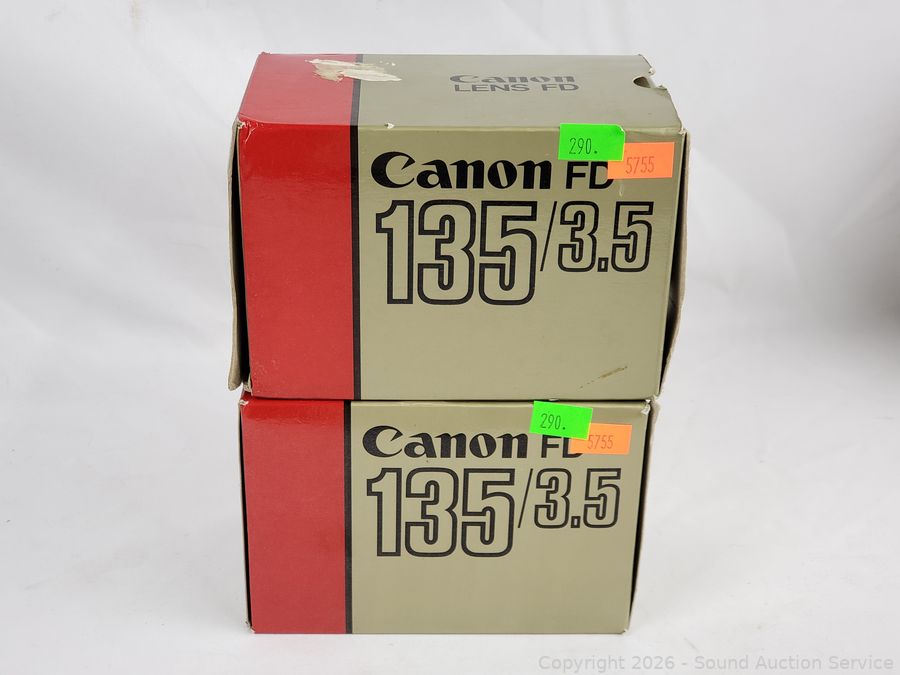 Canon
LENS FD
290.
5755
Canon FD
135/3.5
290.
5755
Canon FD
135/3.5
Copyright 2026 - Sound Auction Service